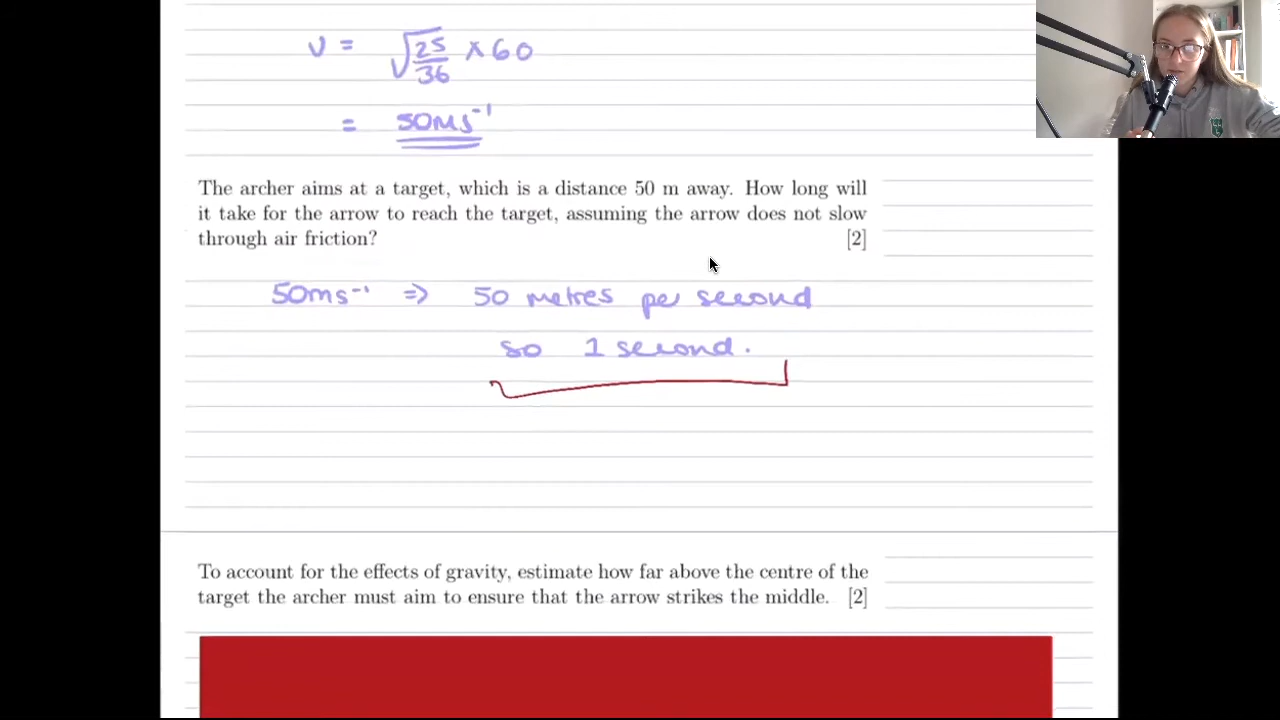 v = √25/36 × 60
= 50ms⁻¹
The archer aims at a target, which is a distance 50 m away. How long will
it take for the arrow to reach the target, assuming the arrow does not slow
through air friction? [2]
50ms⁻¹ ⇒ 50 metres per second
so 1 second.
To account for the effects of gravity, estimate how far above the centre of the
target the archer must aim to ensure that the arrow strikes the middle. [2]